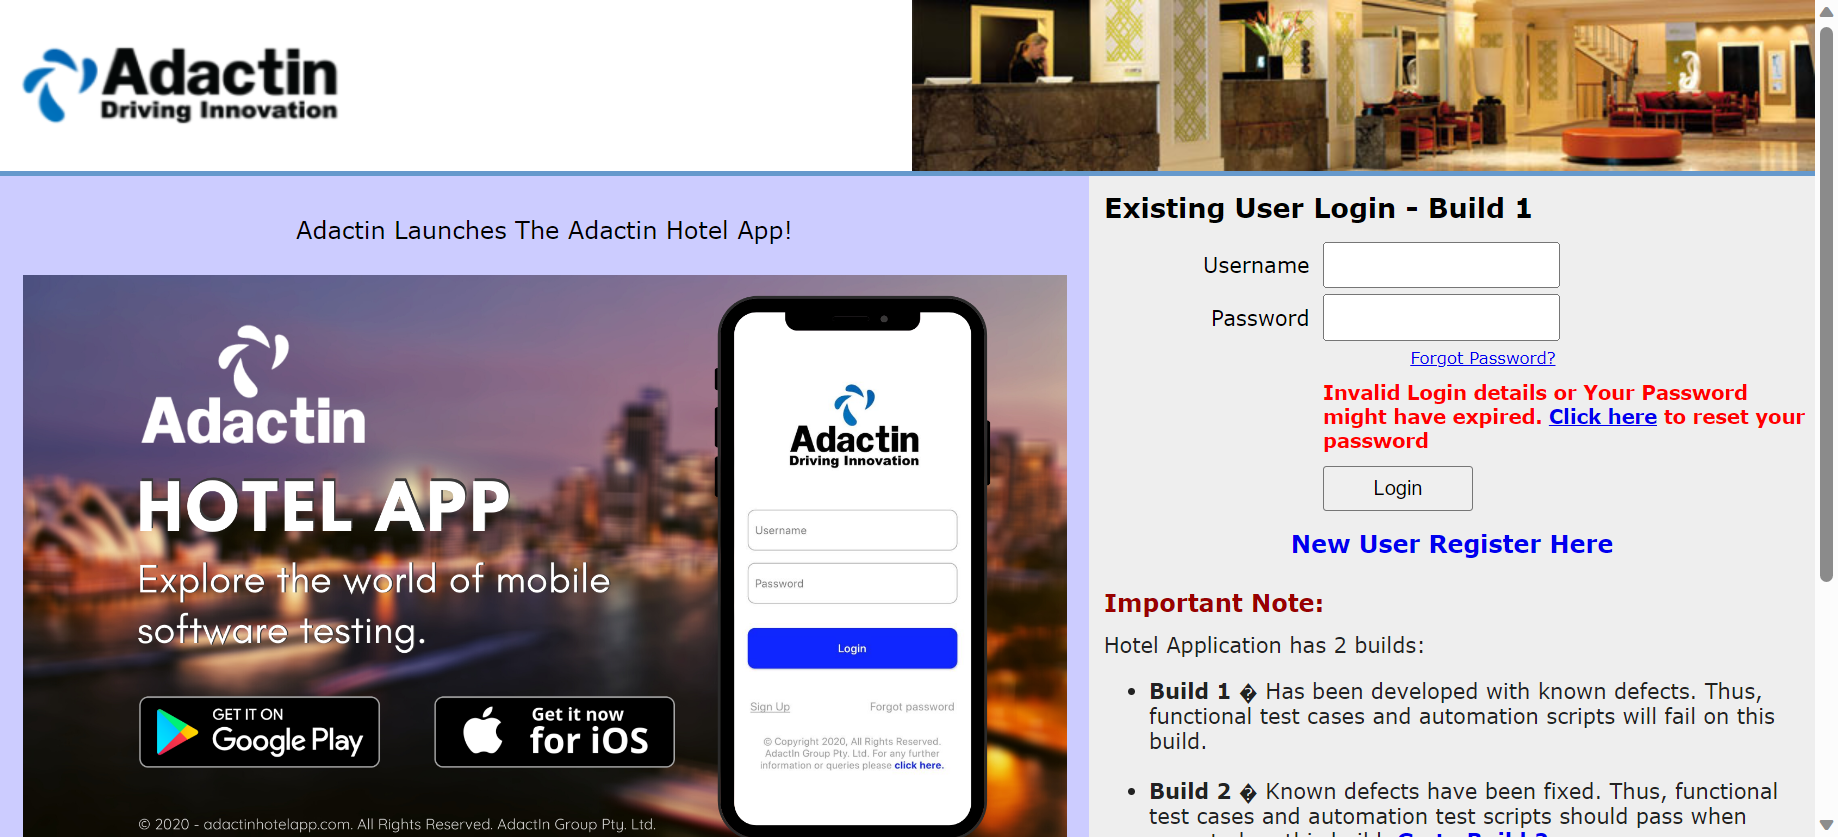 Adactin
Driving Innovation
Adactin Launches The Adactin Hotel App!
Adactin
HOTEL APP
Explore the world of mobile
software testing.
GET IT ON
Google Play
Get it now
for iOS
© 2020 - adactinhotelapp.com. All Rights Reserved. AdactIn Group Pty. Ltd.
Adactin
Driving Innovation
Username
Password
Login
Sign Up
Forgot password
© Copyright 2020, All Rights Reserved.
AdactIn Group Pty. Ltd. For any further
information or queries please click here.
Existing User Login - Build 1
Username
Password
Forgot Password?
Invalid Login details or Your Password
might have expired. Click here to reset your
password
Login
New User Register Here
Important Note:
Hotel Application has 2 builds:
• Build 1 � Has been developed with known defects. Thus,
functional test cases and automation scripts will fail on this
build.
• Build 2 � Known defects have been fixed. Thus, functional
test cases and automation test scripts should pass when